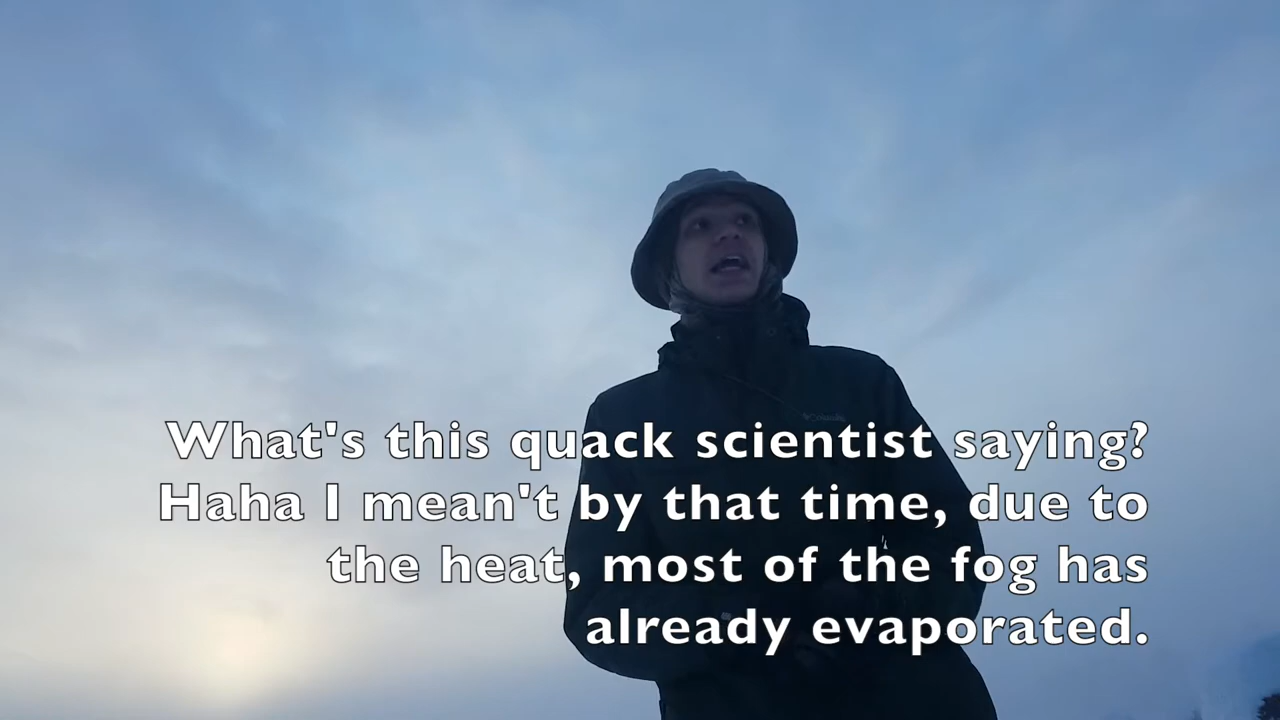 What's this quack scientist saying?
Haha I mean't by that time, due to
the heat, most of the fog has
already evaporated.